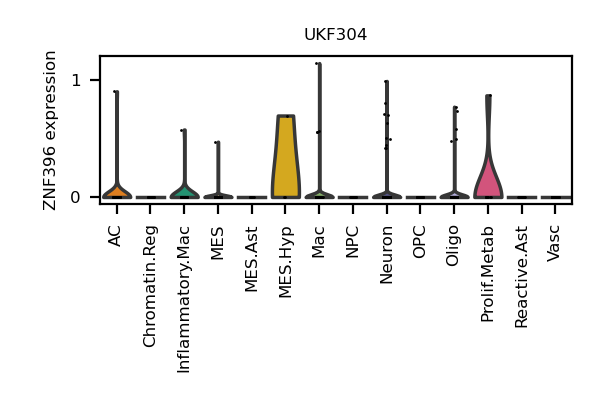 UKF304
ZNF396 expression
1
0
AC
Chromatin.Reg
Inflammatory.Mac
MES
MES.Ast
MES.Hyp
Mac
NPC
Neuron
OPC
Oligo
Prolif.Metab
Reactive.Ast
Vasc